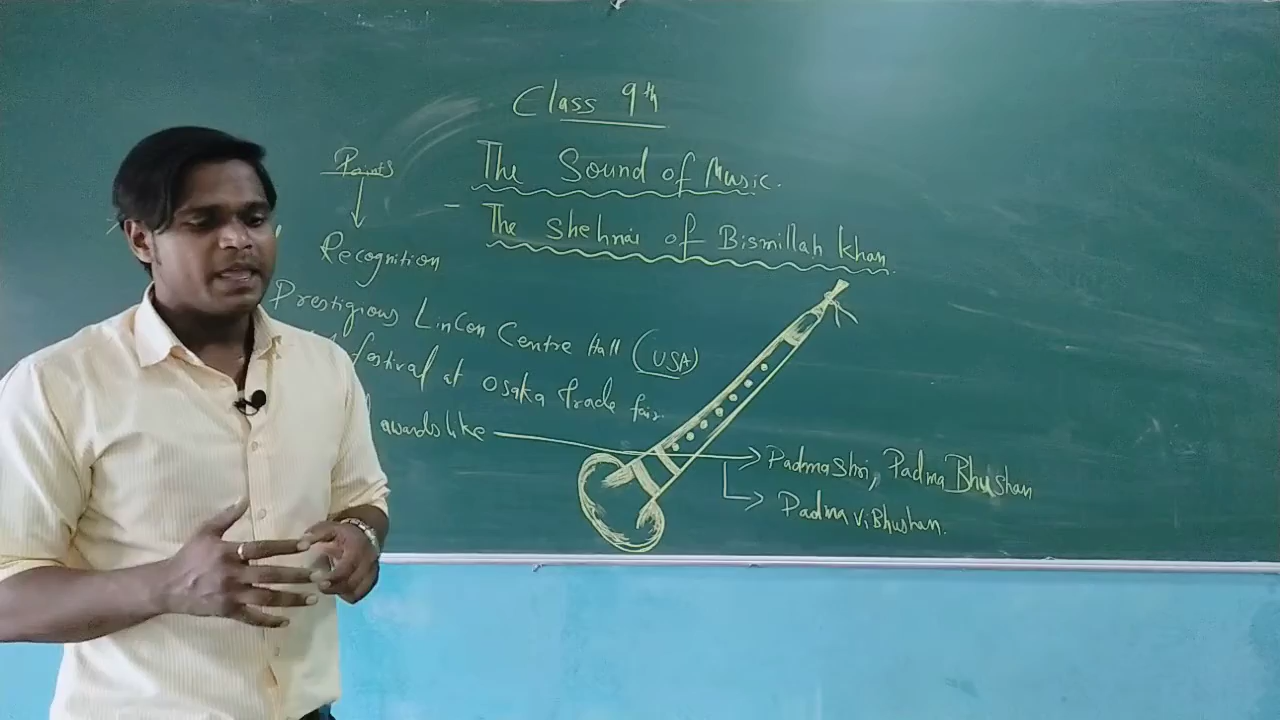 Class 9th
The Sound of Music.
- The Shehnai of Bismillah Khan
Points
Recognition
Prestigious LinCon Centre Hall (USA)
festival at Osaka trade fair.
awards like
PadmaShri, Padma Bhushan
Padma ViBhushan.